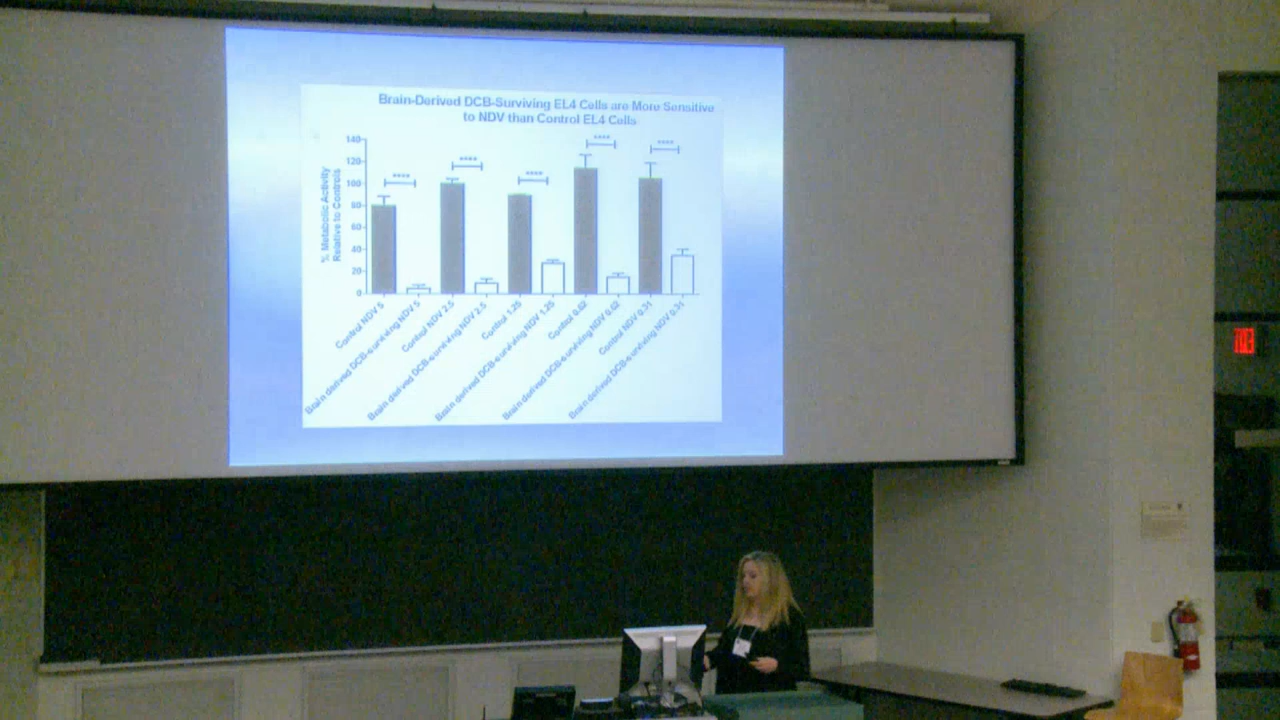 Brain-Derived DCB-Surviving EL4 Cells are More Sensitive
to NDV than Control EL4 Cells
% Metabolic Activity
Relative to Controls
140
120
100
80
60
40
20
0
****
****
****
****
****
Control NDV 5
Brain derived DCB-surviving NDV 5
Control NDV 2.5
Brain derived DCB-surviving NDV 2.5
Control 1.25
Brain derived DCB-surviving NDV 1.25
Control 0.62
Brain derived DCB-surviving NDV 0.62
Control NDV 0.31
Brain derived DCB-surviving NDV 0.31